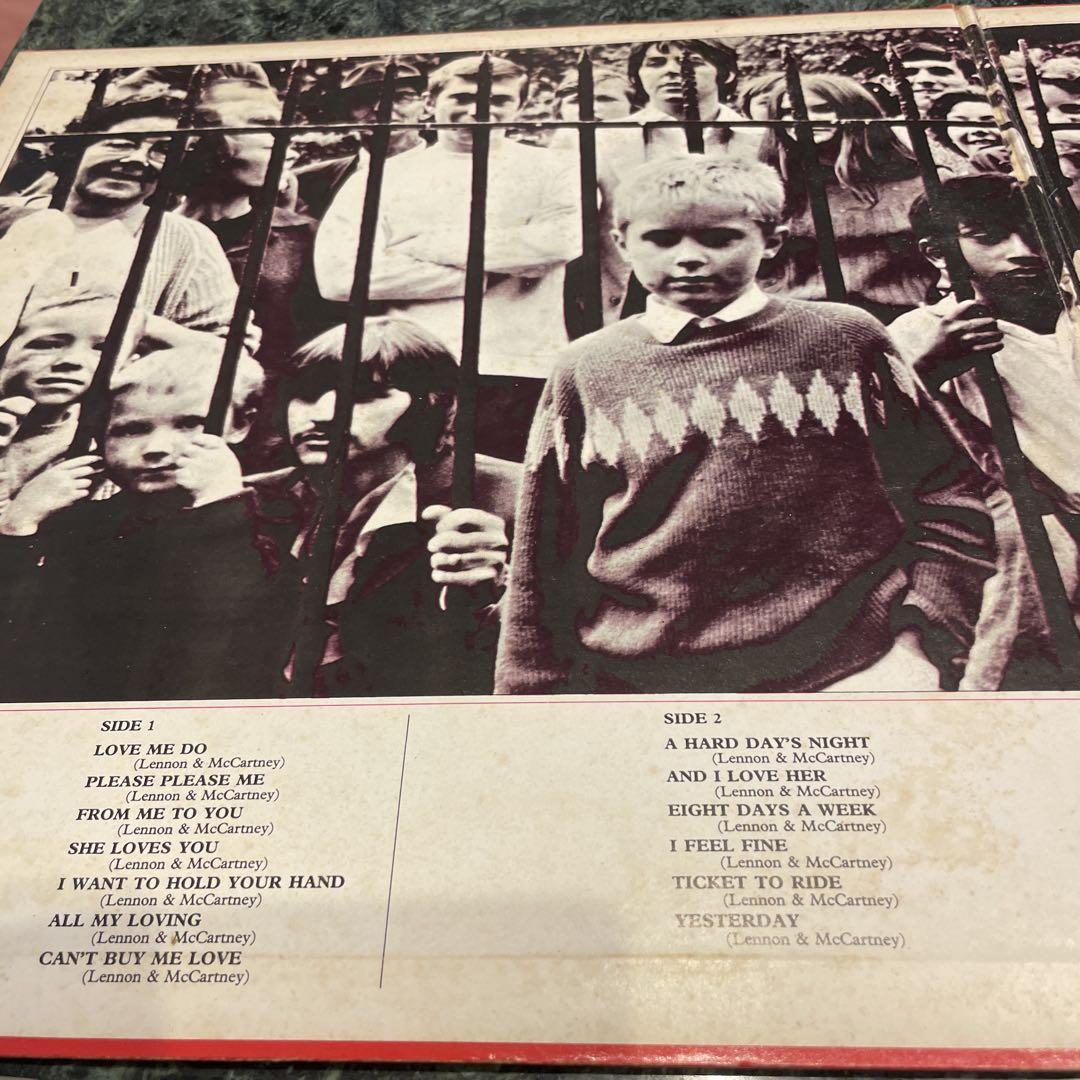 SIDE 1
LOVE ME DO
(Lennon & McCartney)
PLEASE PLEASE ME
(Lennon & McCartney)
FROM ME TO YOU
(Lennon & McCartney)
SHE LOVES YOU
(Lennon & McCartney)
I WANT TO HOLD YOUR HAND
(Lennon & McCartney)
ALL MY LOVING
(Lennon & McCartney)
CAN'T BUY ME LOVE
(Lennon & McCartney)
SIDE 2
A HARD DAY'S NIGHT
(Lennon & McCartney)
AND I LOVE HER
(Lennon & McCartney)
EIGHT DAYS A WEEK
(Lennon & McCartney)
I FEEL FINE
(Lennon & McCartney)
TICKET TO RIDE
(Lennon & McCartney)
YESTERDAY
(Lennon & McCartney)